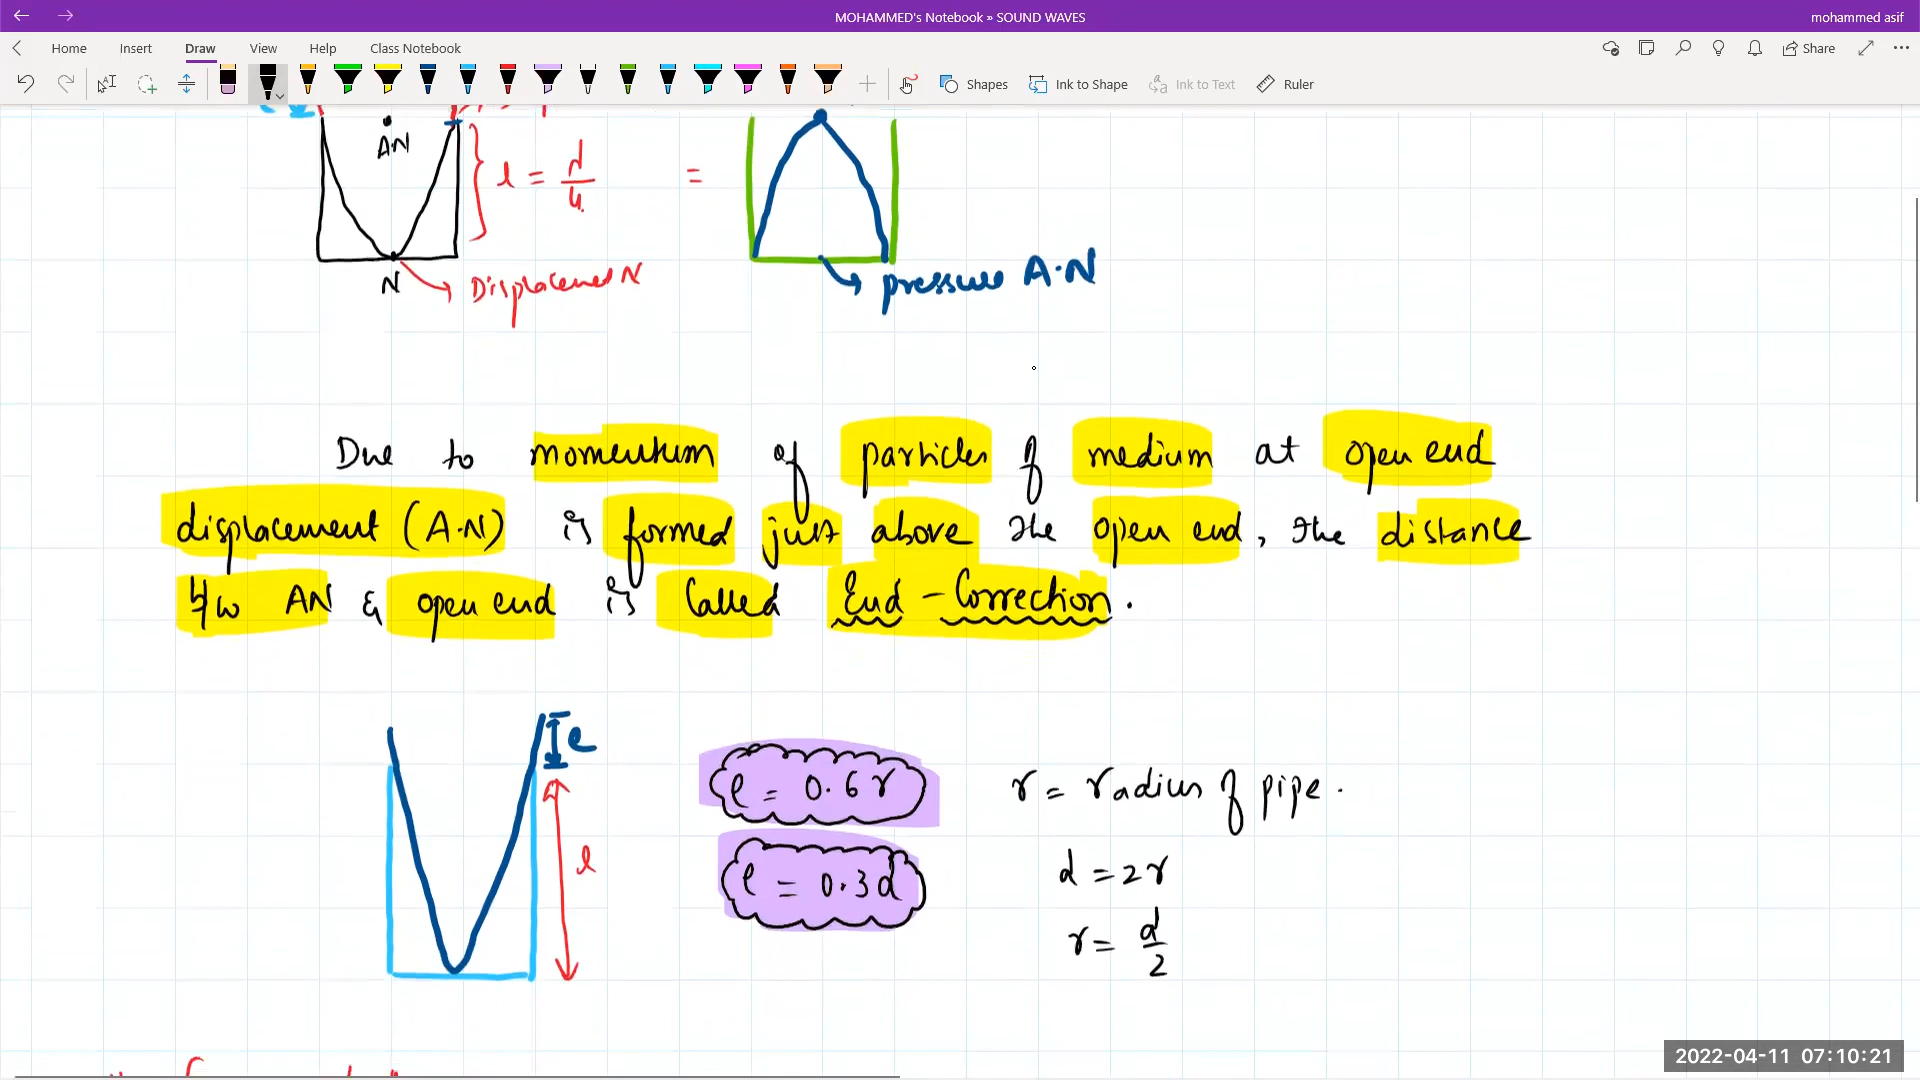 MOHAMMED's Notebook » SOUND WAVES
mohammed asif
Home Insert Draw View Help Class Notebook
Share
Shapes Ink to Shape Ink to Text Ruler
A·N
l = λ/4
=
N
Displacement N
pressure A·N
Due to momentum of particles of medium at open end
displacement (A·N) is formed just above the open end, the distance
b/w AN & open end is called End - Correction.
e
l
e = 0.6 r
r = radius of pipe.
e = 0.3 d
d = 2r
r = d/2
2022-04-11 07:10:21